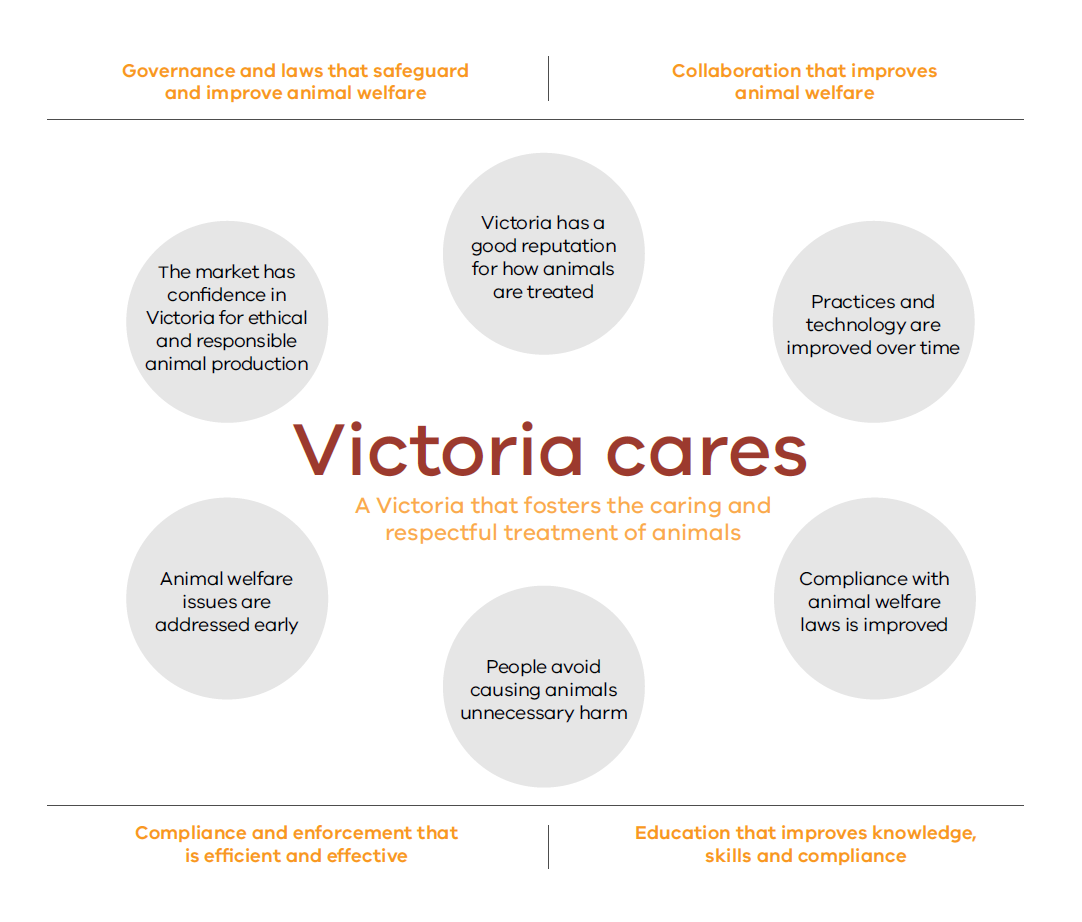 Governance and laws that safeguard
and improve animal welfare
Collaboration that improves
animal welfare
Victoria has a
good reputation
for how animals
are treated
The market has
confidence in
Victoria for ethical
and responsible
animal production
Practices and
technology are
improved over time
Victoria cares
A Victoria that fosters the caring and
respectful treatment of animals
Animal welfare
issues are
addressed early
Compliance with
animal welfare
laws is improved
People avoid
causing animals
unnecessary harm
Compliance and enforcement that
is efficient and effective
Education that improves knowledge,
skills and compliance